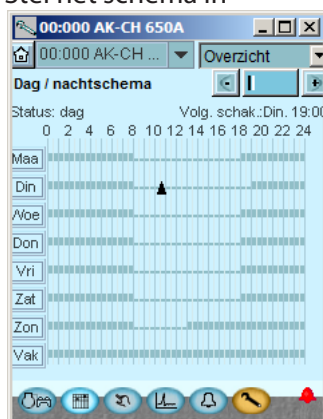 Stel het schema in
00:000 AK-CH 650A
00:000 AK-CH ... Overzicht
Dag / nachtschema
Status: dag Volg. schak.:Din. 19:00
0 2 4 6 8 10 12 14 16 18 20 22 24
Maa
Din
Woe
Don
Vri
Zat
Zon
Vak